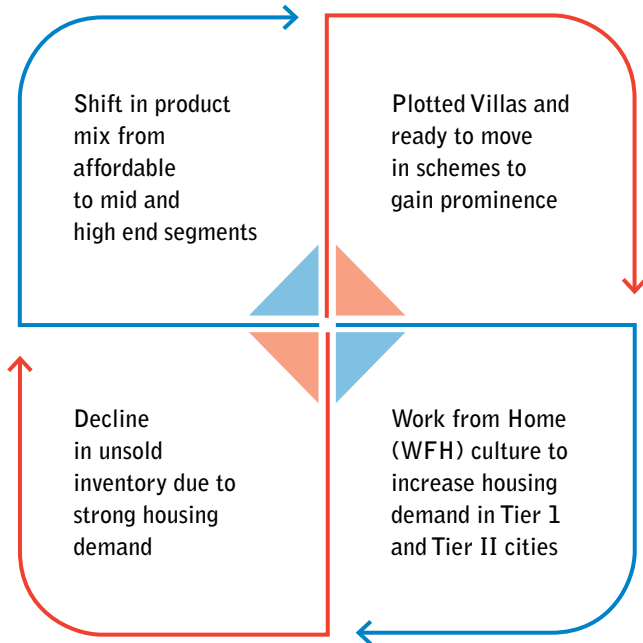 Shift in product
mix from
affordable
to mid and
high end segments
Plotted Villas and
ready to move
in schemes to
gain prominence
Decline
in unsold
inventory due to
strong housing
demand
Work from Home
(WFH) culture to
increase housing
demand in Tier 1
and Tier II cities